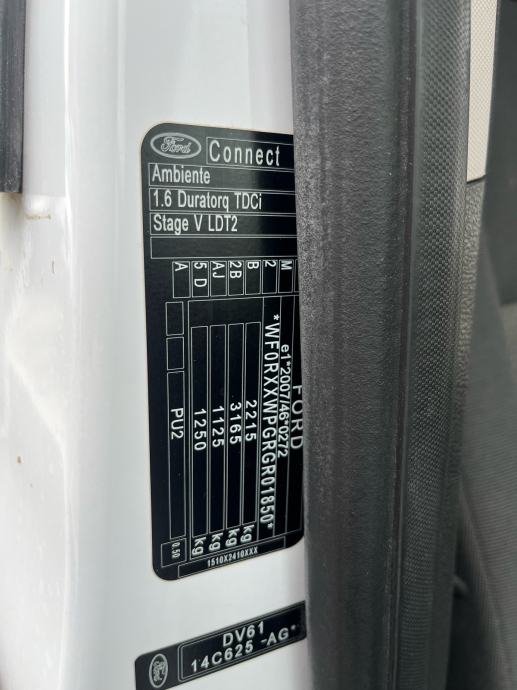 Ford
Connect
Ambiente
1.6 Duratorq TDCi
Stage V LDT2
FORD
e1*2007/46*0272
*WF0RXXWPGRGR01850*
2215 kg
3165 kg
1125 kg
1250 kg
M
2
B
2B
AJ
5 D
A
PU2
0.50
1510X2410XXX
Ford
DV61
14C625 -AG*